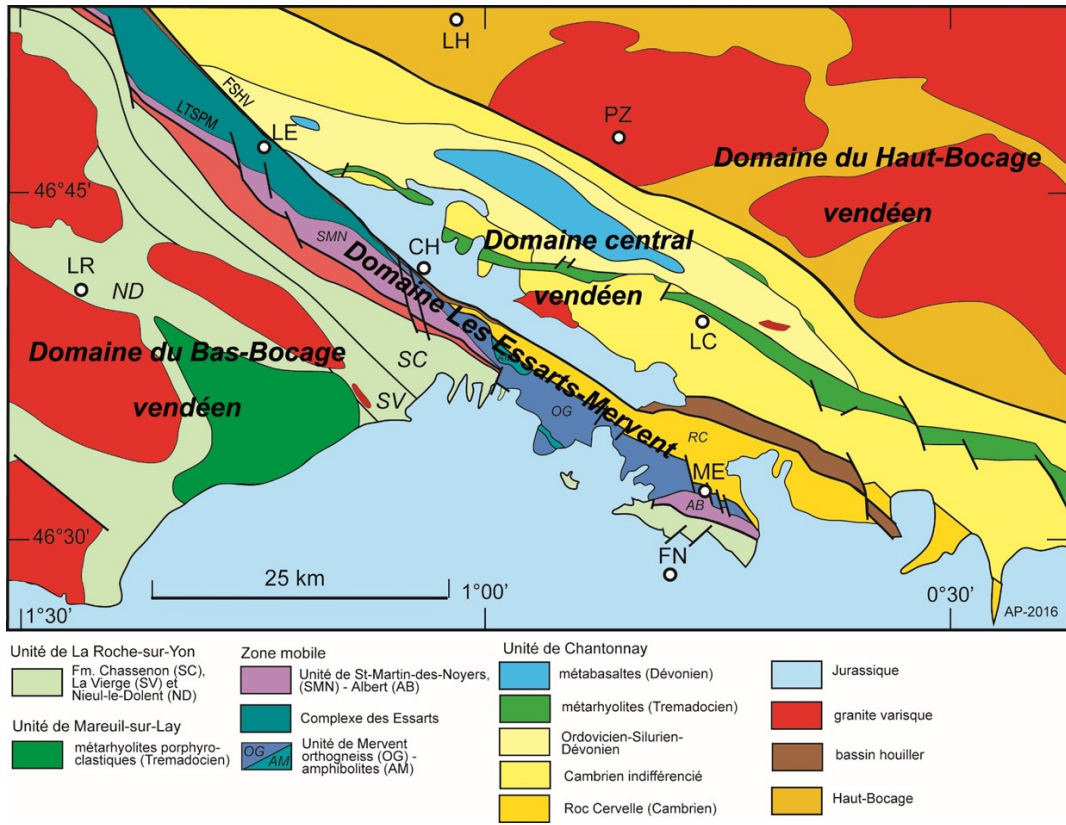 LH
FSHV
PZ
LTSPM
LE
Domaine du Haut-Bocage
vendéen
46°45'
SMN
CH
Domaine central
vendéen
LR
ND
Domaine Les Essarts-Mervent
LC
Domaine du Bas-Bocage
vendéen
SC
SV
AM
OG
RC
ME
AB
46°30'
FN
25 km
1°30'
1°00'
0°30'
AP-2016
Unité de La Roche-sur-Yon
Fm. Chassenon (SC),
La Vierge (SV) et
Nieul-le-Dolent (ND)
Unité de Mareuil-sur-Lay
métarhyolites porphyro-
clastiques (Tremadocien)
Zone mobile
Unité de St-Martin-des-Noyers,
(SMN) - Albert (AB)
Complexe des Essarts
OG
AM
Unité de Mervent
orthogneiss (OG) -
amphibolites (AM)
Unité de Chantonnay
métabasaltes (Dévonien)
métarhyolites (Tremadocien)
Ordovicien-Silurien-
Dévonien
Cambrien indifférencié
Roc Cervelle (Cambrien)
Jurassique
granite varisque
bassin houiller
Haut-Bocage